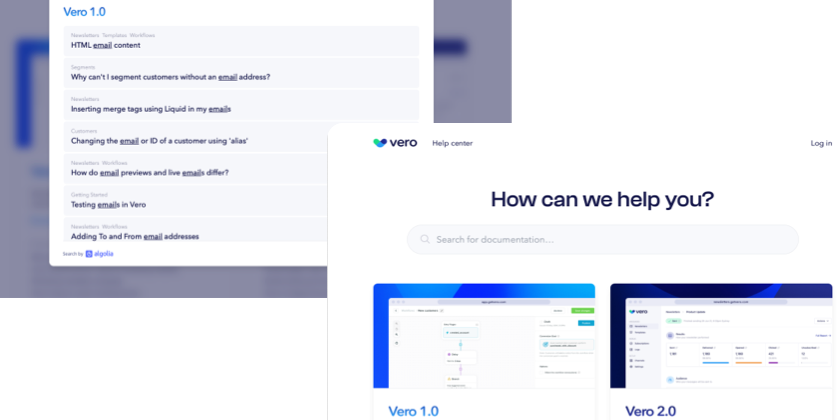 Vero 1.0
Newsletters Templates Workflows
HTML email content
Segments
Why can't I segment customers without an email address?
Newsletters
Inserting merge tags using Liquid in my emails
Customers
Changing the email or ID of a customer using 'alias'
Newsletters Workflows
How do email previews and live emails differ?
Getting Started
Testing emails in Vero
Newsletters Workflows
Adding To and From email addresses
Search by algolia
vero
Help center
Log in
How can we help you?
Search for documentation...
vero
Vero 1.0
Vero 2.0